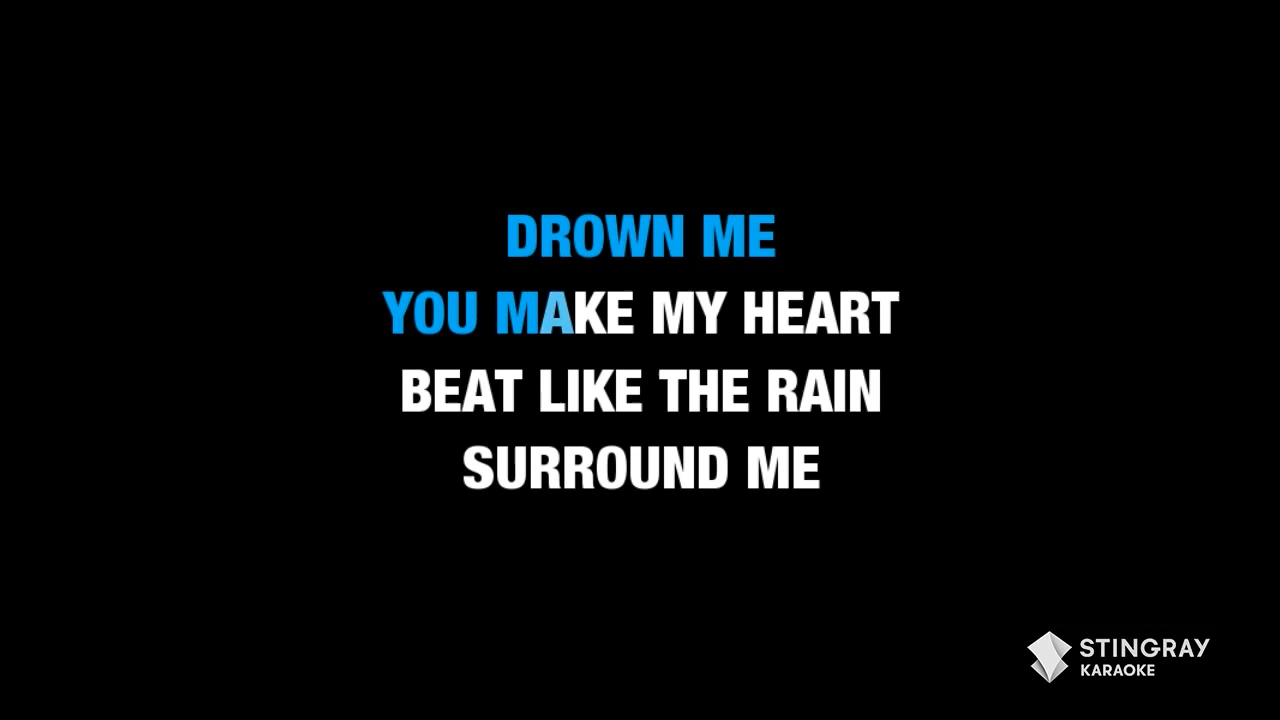 DROWN ME
YOU MAKE MY HEART
BEAT LIKE THE RAIN
SURROUND ME
STINGRAY
KARAOKE